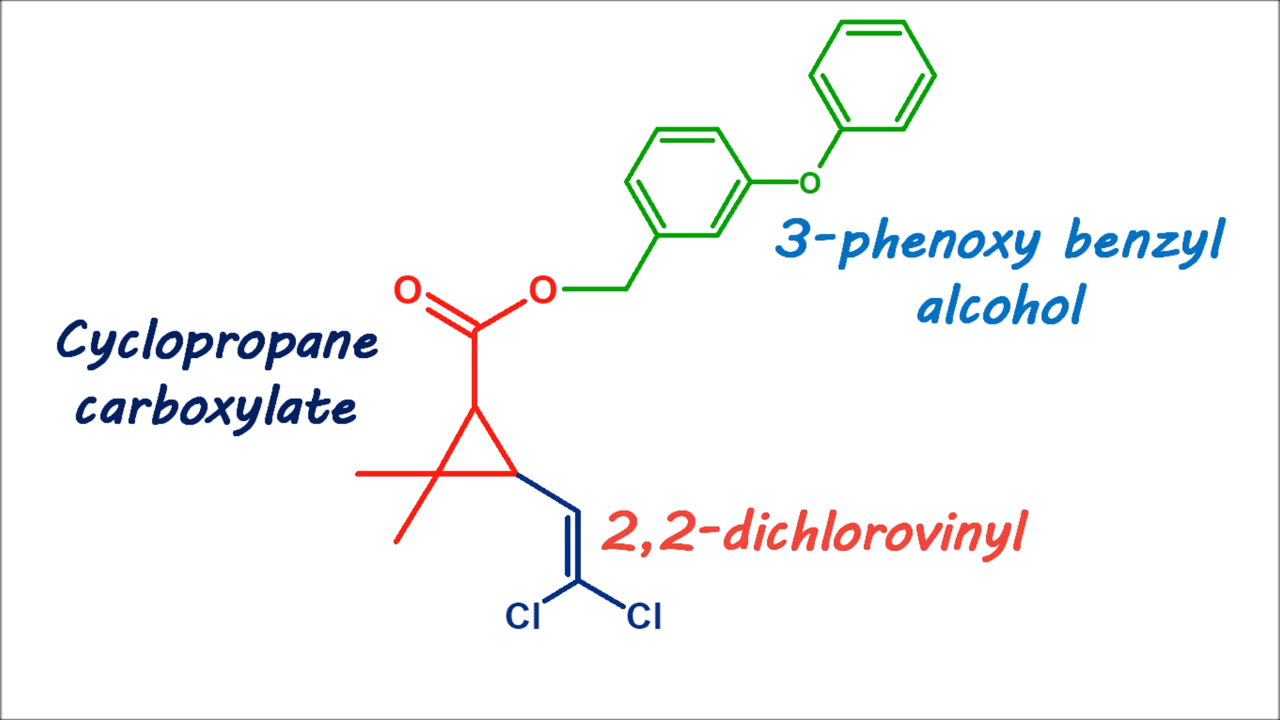 O
3-phenoxy benzyl
alcohol
O
O
Cyclopropane
carboxylate
2,2-dichlorovinyl
Cl
Cl